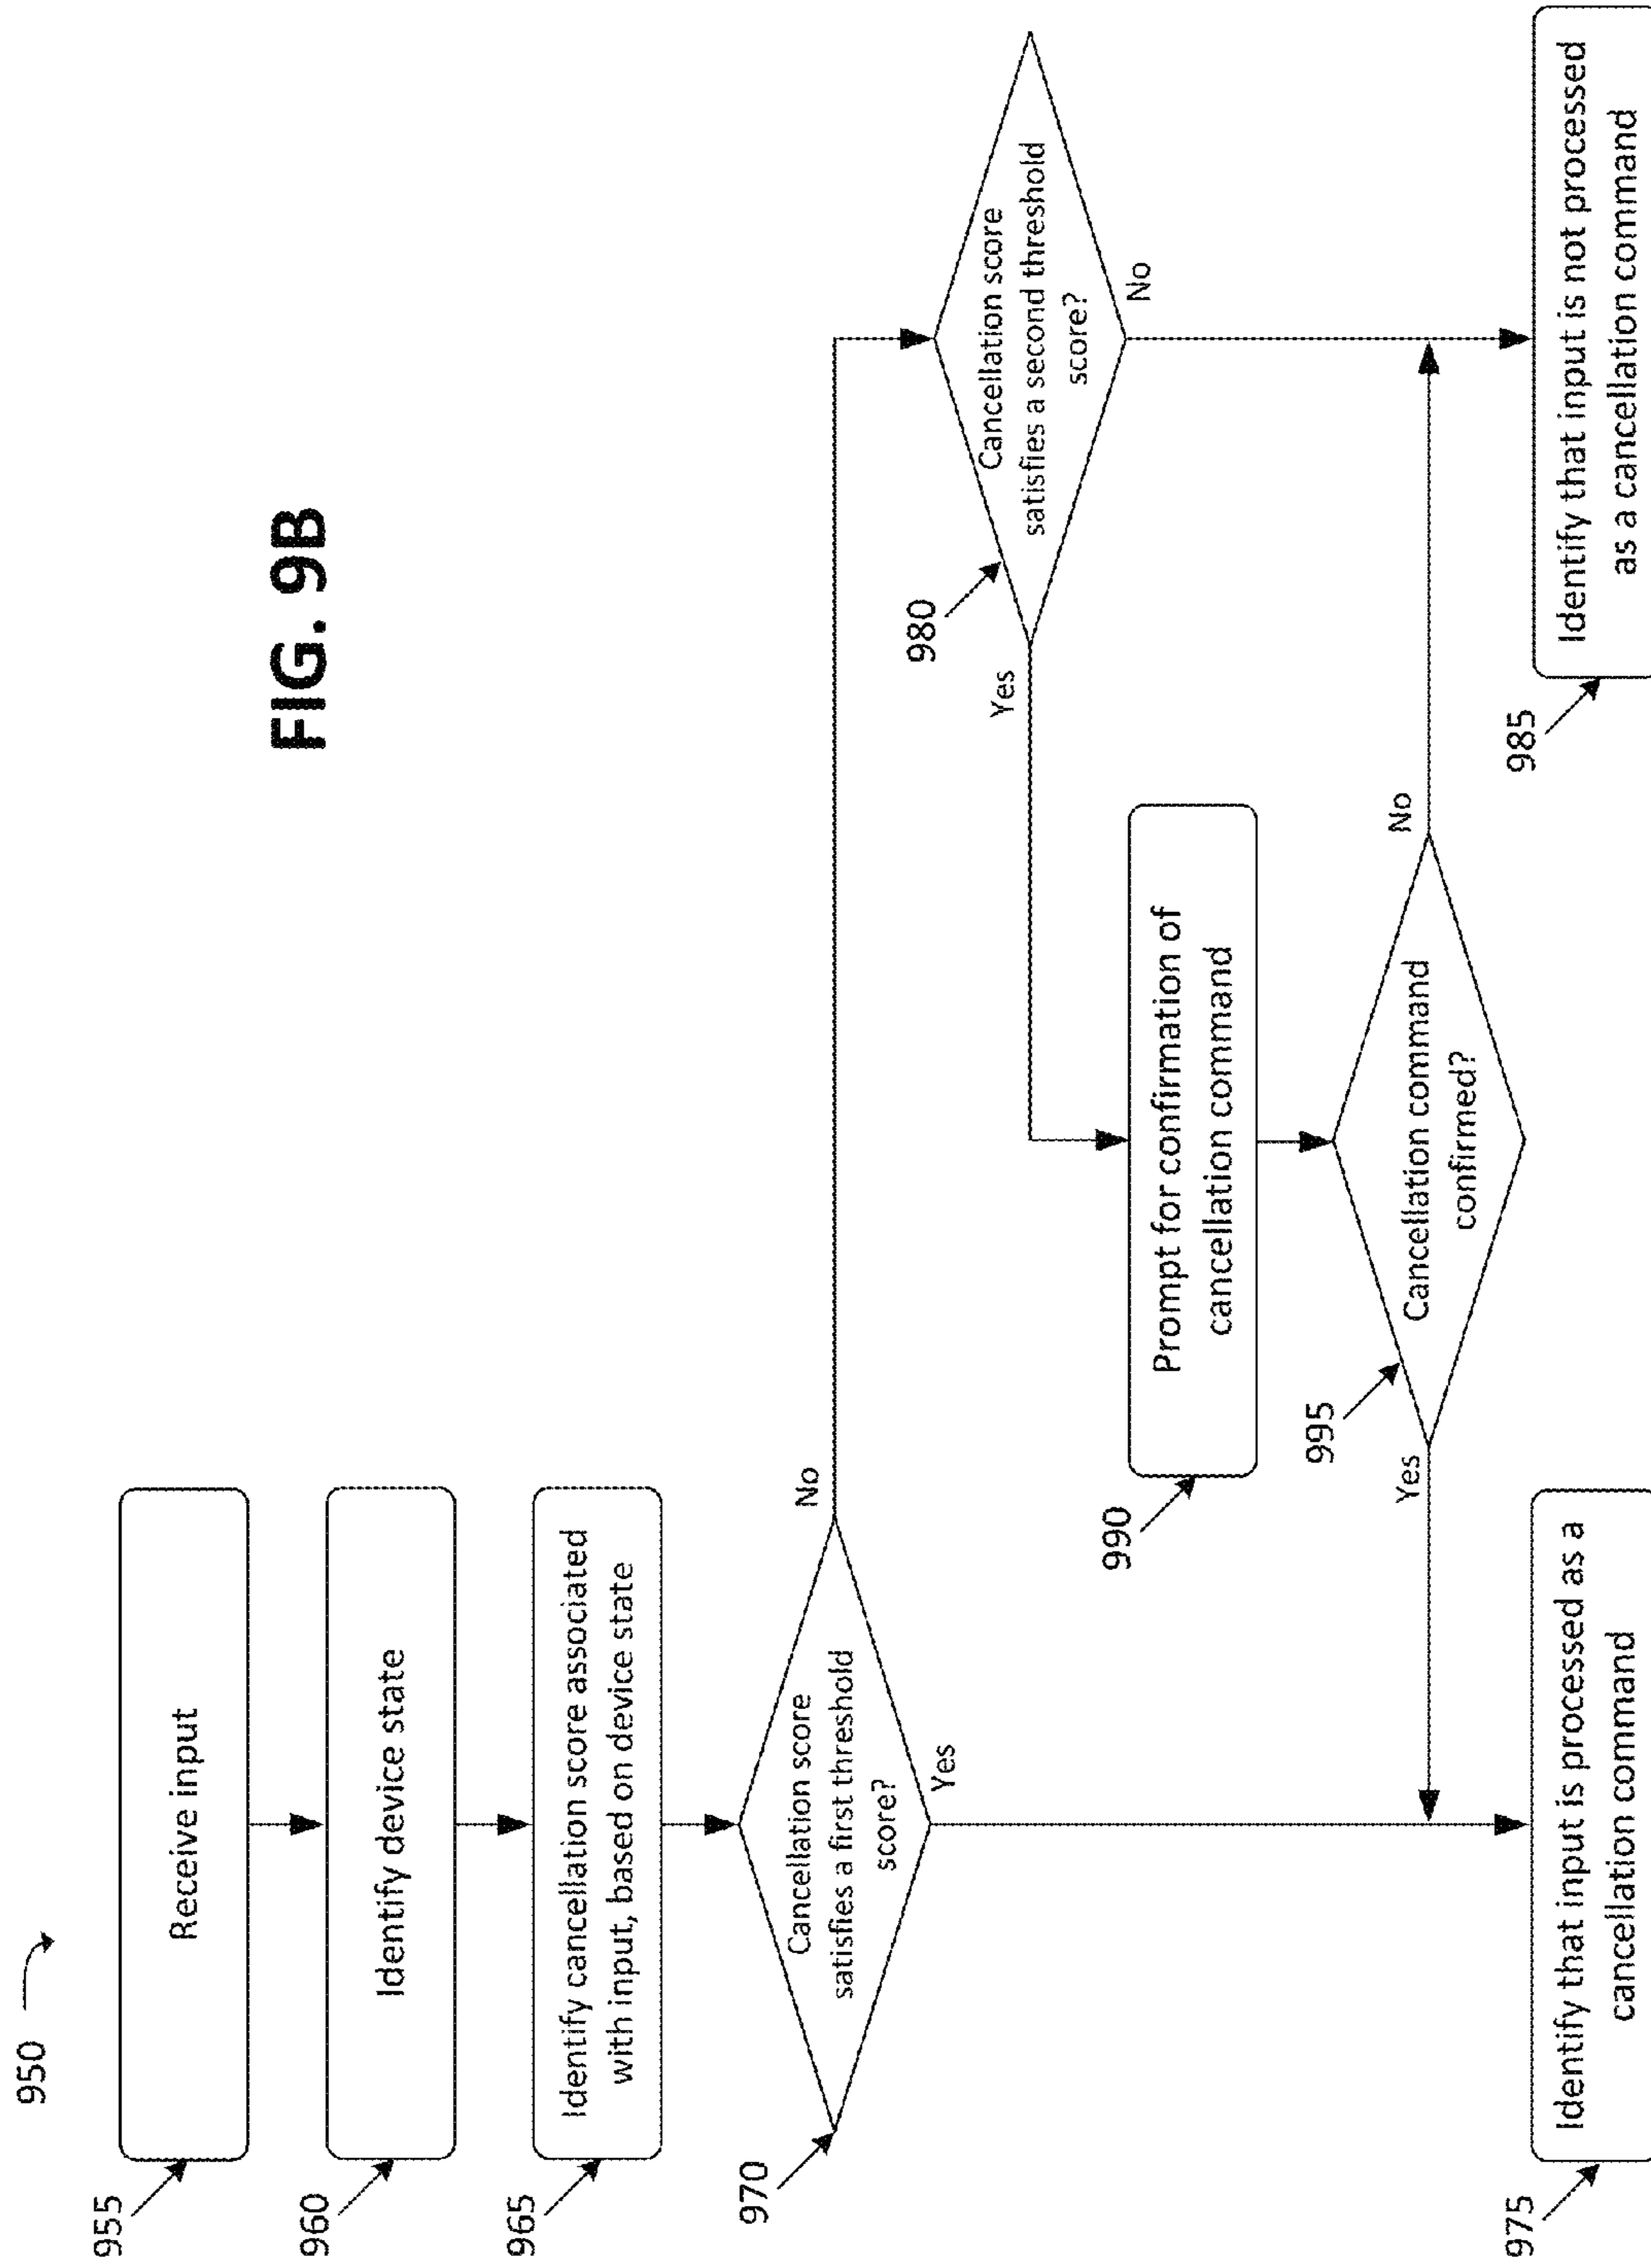 950
FIG. 9B
955
Receive input
960
Identify device state
965
Identify cancellation score associated
with input, based on device state
970
Cancellation score
satisfies a first threshold
score?
No
Yes
980
Cancellation score
satisfies a second threshold
score?
Yes
No
990
Prompt for confirmation of
cancellation command
995
Cancellation command
confirmed?
Yes
No
975
Identify that input is processed as a
cancellation command
985
Identify that input is not processed
as a cancellation command